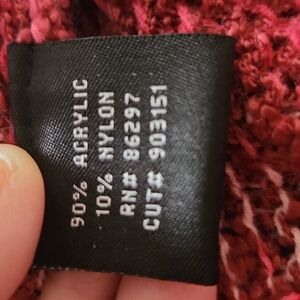 90% ACRYLIC
10% NYLON
RN# 86297
CUT# 903151